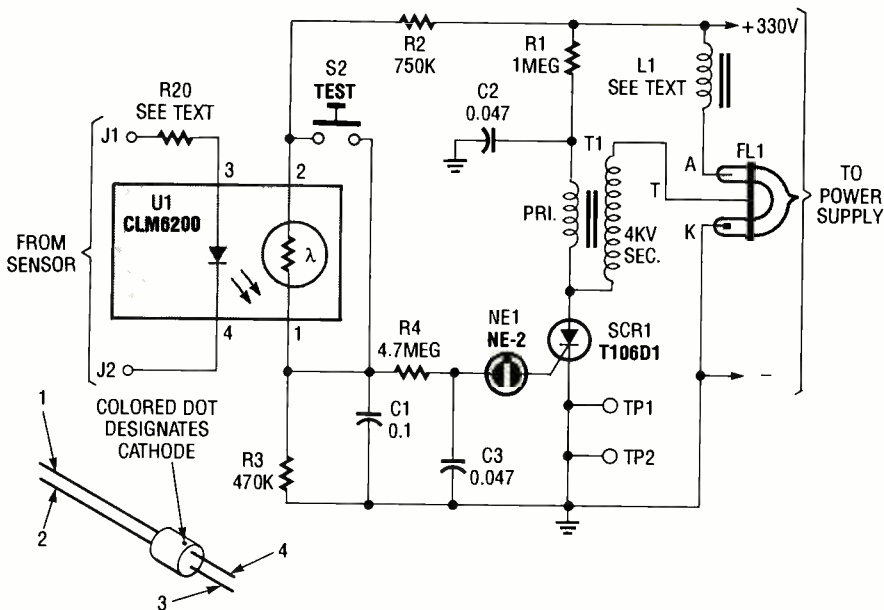 R2
750K
R1
1MEG
+330V
S2
TEST
L1
SEE TEXT
C2
0.047
R20
SEE TEXT
J1
T1
A
FL1
3
2
T
TO
POWER
SUPPLY
U1
CLM6200
PRI.
K
FROM
SENSOR
λ
4KV
SEC.
4
1
NE1
NE-2
SCR1
T106D1
R4
4.7MEG
–
J2
COLORED DOT
DESIGNATES
CATHODE
1
C1
0.1
TP1
R3
470K
C3
0.047
TP2
2
4
3